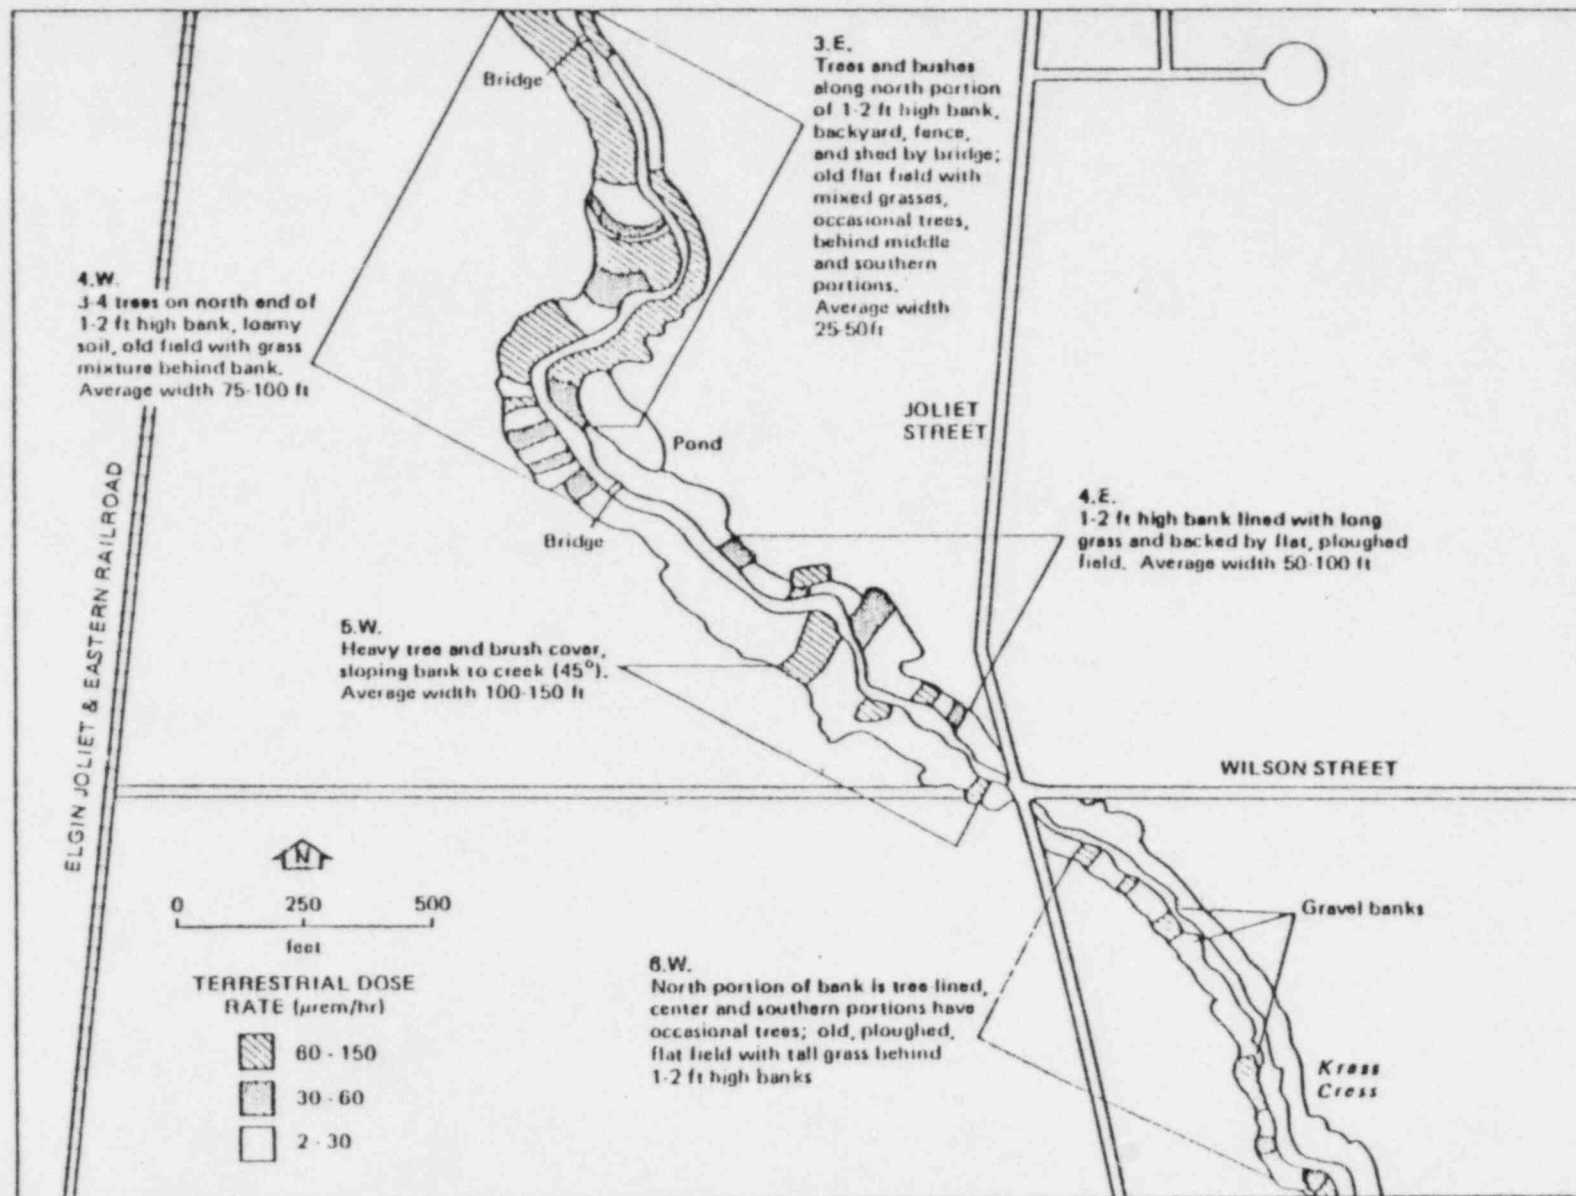 Bridge
3.E.
Trees and bushes
along north portion
of 1-2 ft high bank,
backyard, fence,
and shed by bridge;
old flat field with
mixed grasses,
occasional trees,
behind middle
and southern
portions.
Average width
25-50ft
4.W.
3-4 trees on north end of
1-2 ft high bank, loamy
soil, old field with grass
mixture behind bank.
Average width 75-100 ft
JOLIET
STREET
Pond
ELGIN JOLIET & EASTERN RAILROAD
4.E.
1-2 ft high bank lined with long
grass and backed by flat, ploughed
field. Average width 50-100 ft
Bridge
5.W.
Heavy tree and brush cover,
sloping bank to creek (45°).
Average width 100-150 ft
WILSON STREET
N
0 250 500
feet
Gravel banks
TERRESTRIAL DOSE
RATE (µrem/hr)
60 - 150
30 - 60
2 - 30
6.W.
North portion of bank is tree-lined,
center and southern portions have
occasional trees; old, ploughed,
flat field with tall grass behind
1-2 ft high banks
Kress
Creek